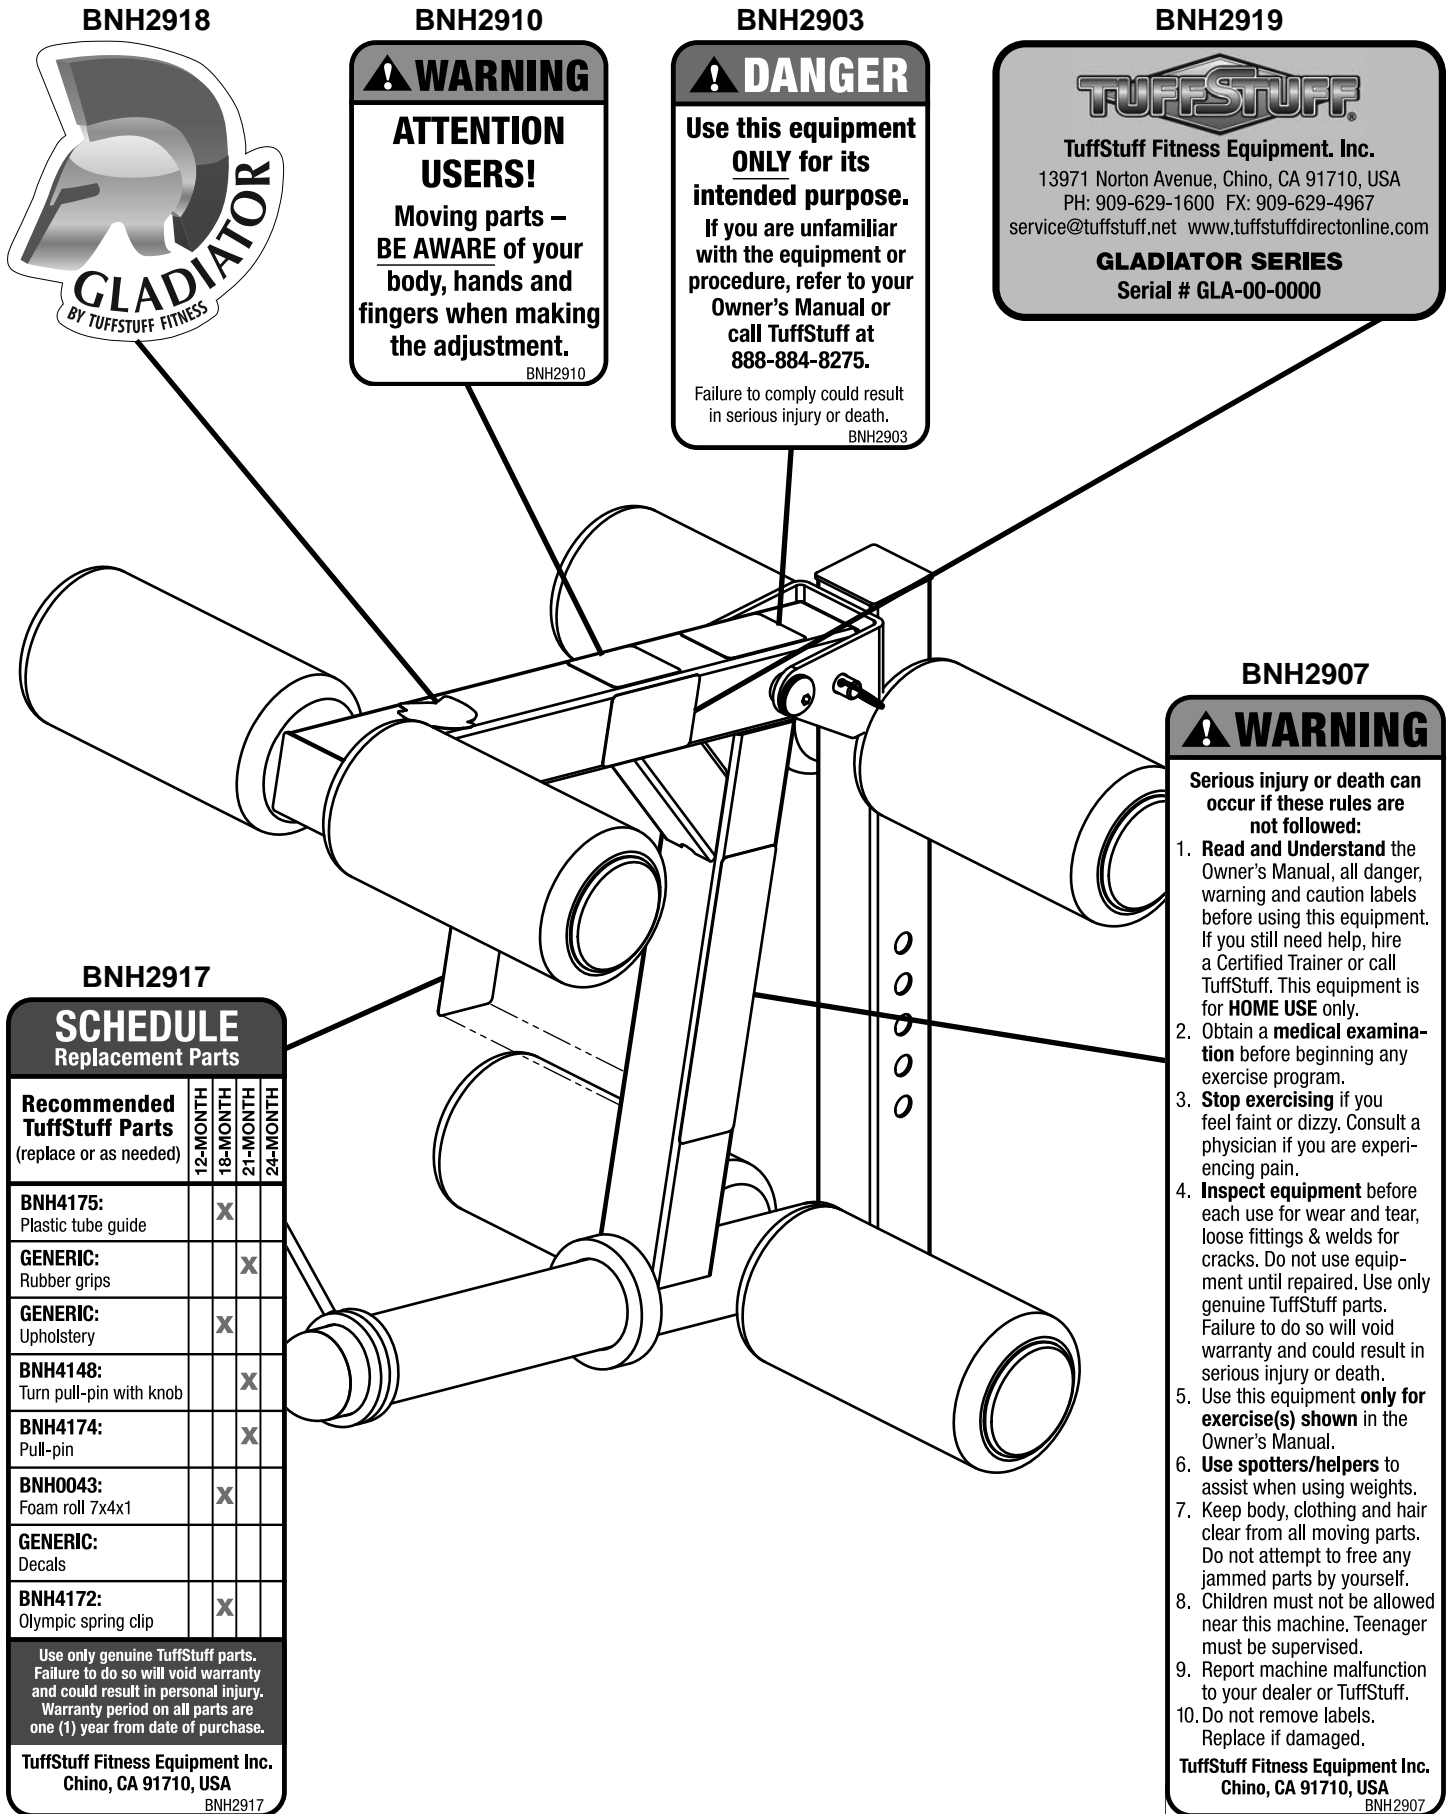 BNH2918
GLADIATOR
BY TUFFSTUFF FITNESS
BNH2910
WARNING
ATTENTION
USERS!
Moving parts –
BE AWARE of your
body, hands and
fingers when making
the adjustment.
BNH2910
BNH2903
DANGER
Use this equipment
ONLY for its
intended purpose.
If you are unfamiliar
with the equipment or
procedure, refer to your
Owner's Manual or
call TuffStuff at
888-884-8275.
Failure to comply could result
in serious injury or death.
BNH2903
BNH2919
TUFFSTUFF®
TuffStuff Fitness Equipment. Inc.
13971 Norton Avenue, Chino, CA 91710, USA
PH: 909-629-1600 FX: 909-629-4967
service@tuffstuff.net www.tuffstuffdirectonline.com
GLADIATOR SERIES
Serial # GLA-00-0000
BNH2907
WARNING
Serious injury or death can
occur if these rules are
not followed:
1. Read and Understand the
Owner's Manual, all danger,
warning and caution labels
before using this equipment.
If you still need help, hire
a Certified Trainer or call
TuffStuff. This equipment is
for HOME USE only.
2. Obtain a medical examina-
tion before beginning any
exercise program.
3. Stop exercising if you
feel faint or dizzy. Consult a
physician if you are experi-
encing pain.
4. Inspect equipment before
each use for wear and tear,
loose fittings & welds for
cracks. Do not use equip-
ment until repaired. Use only
genuine TuffStuff parts.
Failure to do so will void
warranty and could result in
serious injury or death.
5. Use this equipment only for
exercise(s) shown in the
Owner's Manual.
6. Use spotters/helpers to
assist when using weights.
7. Keep body, clothing and hair
clear from all moving parts.
Do not attempt to free any
jammed parts by yourself.
8. Children must not be allowed
near this machine. Teenager
must be supervised.
9. Report machine malfunction
to your dealer or TuffStuff.
10. Do not remove labels.
Replace if damaged.
TuffStuff Fitness Equipment Inc.
Chino, CA 91710, USA
BNH2907
BNH2917
SCHEDULE
Replacement Parts
Recommended
TuffStuff Parts
(replace or as needed)
12-MONTH
18-MONTH
21-MONTH
24-MONTH
BNH4175:
Plastic tube guide
X
GENERIC:
Rubber grips
X
GENERIC:
Upholstery
X
BNH4148:
Turn pull-pin with knob
X
BNH4174:
Pull-pin
X
BNH0043:
Foam roll 7x4x1
X
GENERIC:
Decals
BNH4172:
Olympic spring clip
X
Use only genuine TuffStuff parts.
Failure to do so will void warranty
and could result in personal injury.
Warranty period on all parts are
one (1) year from date of purchase.
TuffStuff Fitness Equipment Inc.
Chino, CA 91710, USA
BNH2917